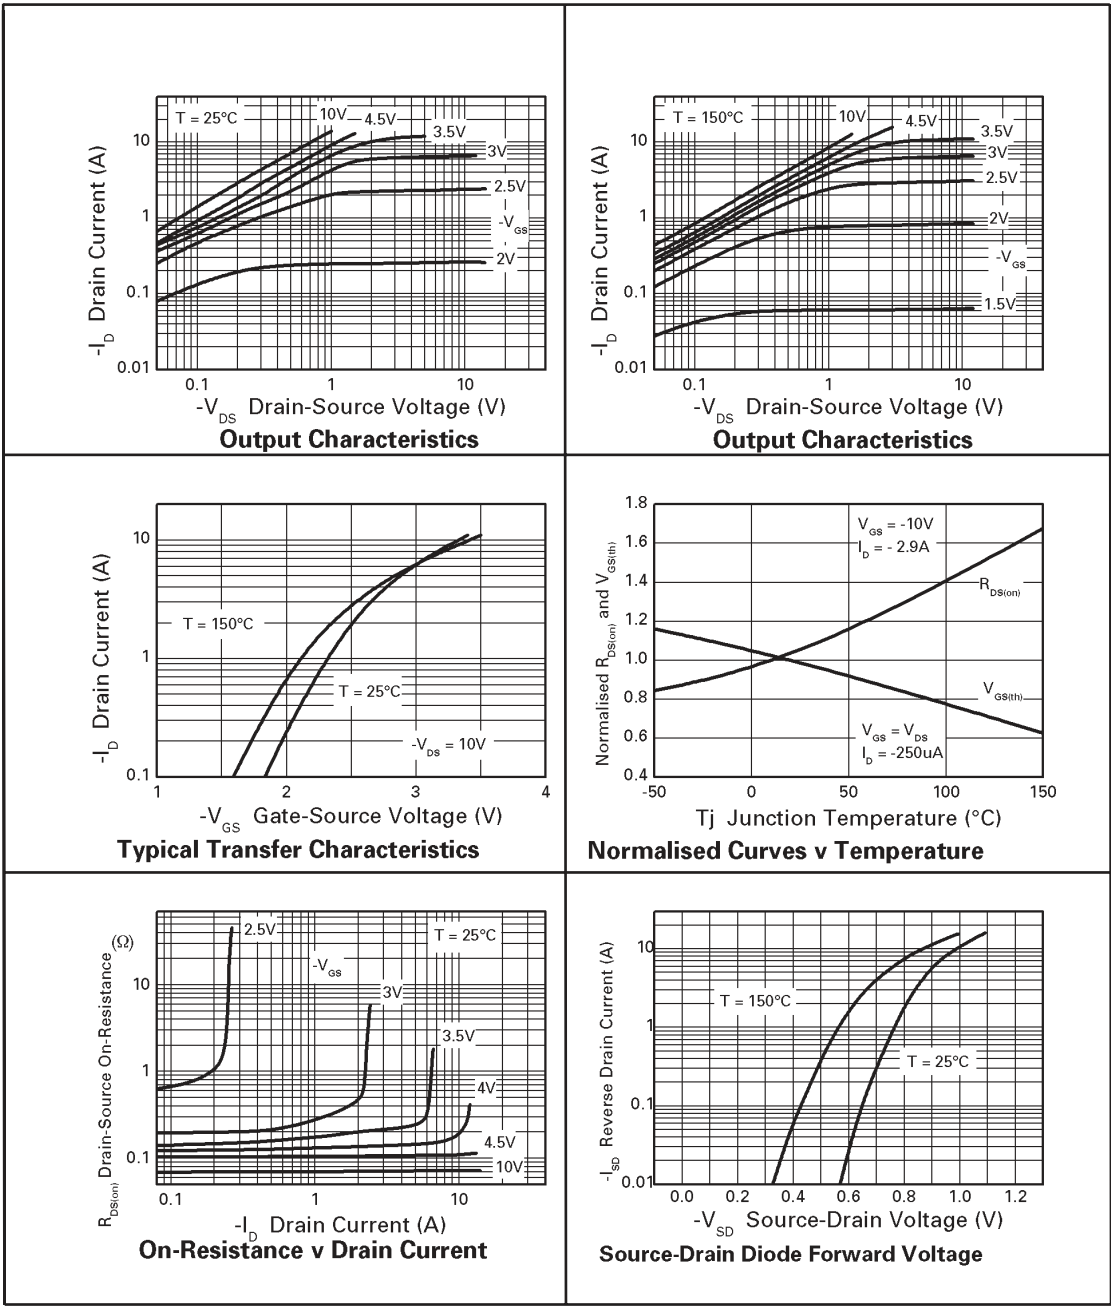 T = 25°C
10V
4.5V
3.5V
3V
2.5V
-VGS
2V
10
1
0.1
0.01
-ID Drain Current (A)
0.1 1 10
-VDS Drain-Source Voltage (V)
Output Characteristics
T = 150°C
10V
4.5V
3.5V
3V
2.5V
2V
-VGS
1.5V
10
1
0.1
0.01
-ID Drain Current (A)
0.1 1 10
-VDS Drain-Source Voltage (V)
Output Characteristics
10
1
0.1
-ID Drain Current (A)
T = 150°C
T = 25°C
-VDS = 10V
1 2 3 4
-VGS Gate-Source Voltage (V)
Typical Transfer Characteristics
1.8
1.6
1.4
1.2
1.0
0.8
0.6
0.4
Normalised RDS(on) and VGS(th)
VGS = -10V
ID = - 2.9A
RDS(on)
VGS(th)
VGS = VDS
ID = -250uA
-50 0 50 100 150
Tj Junction Temperature (°C)
Normalised Curves v Temperature
RDS(on) Drain-Source On-Resistance (Ω)
10
1
0.1
2.5V
T = 25°C
-VGS
3V
3.5V
4V
4.5V
10V
0.1 1 10
-ID Drain Current (A)
On-Resistance v Drain Current
-ISD Reverse Drain Current (A)
10
1
0.1
0.01
T = 150°C
T = 25°C
0.0 0.2 0.4 0.6 0.8 1.0 1.2
-VSD Source-Drain Voltage (V)
Source-Drain Diode Forward Voltage